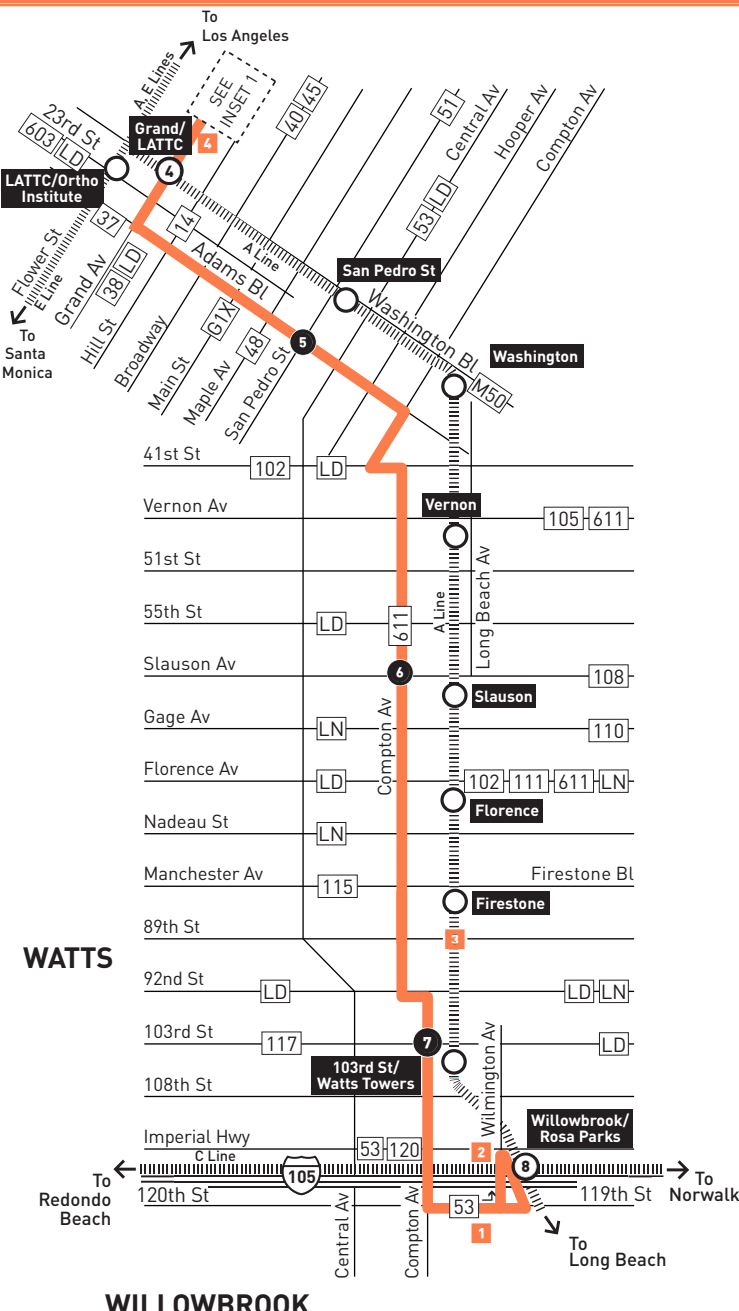 To
Los Angeles
A, E Lines
SEE
INSET 1
40 45
51
Central Av
Hooper Av
Compton Av
23rd St
603 LD
Grand/
LATTC
4
4
53 LD
LATTC/Ortho
Institute
37
14
Adams Bl
A Line
San Pedro St
Washington Bl
Flower St
E Line
Grand Av
38 LD
Hill St
Broadway
G1X
Main St
48
Maple Av
San Pedro St
5
Washington
M50
To
Santa
Monica
41st St
102
LD
Vernon Av
Vernon
105 611
51st St
Long Beach Av
55th St
LD
611
A Line
Slauson Av
6
108
Slauson
Gage Av
LN
Compton Av
110
Florence Av
LD
102 111 611 LN
Florence
Nadeau St
LN
Manchester Av
115
Firestone Bl
Firestone
89th St
3
WATTS
92nd St
LD
LD LN
103rd St
117
7
LD
103rd St/
Watts Towers
Wilmington Av
108th St
Willowbrook/
Rosa Parks
Imperial Hwy
53 120
2
C Line
8
To
Redondo
Beach
105
To
Norwalk
120th St
119th St
53
Central Av
Compton Av
1
To
Long Beach
WILLOWBROOK